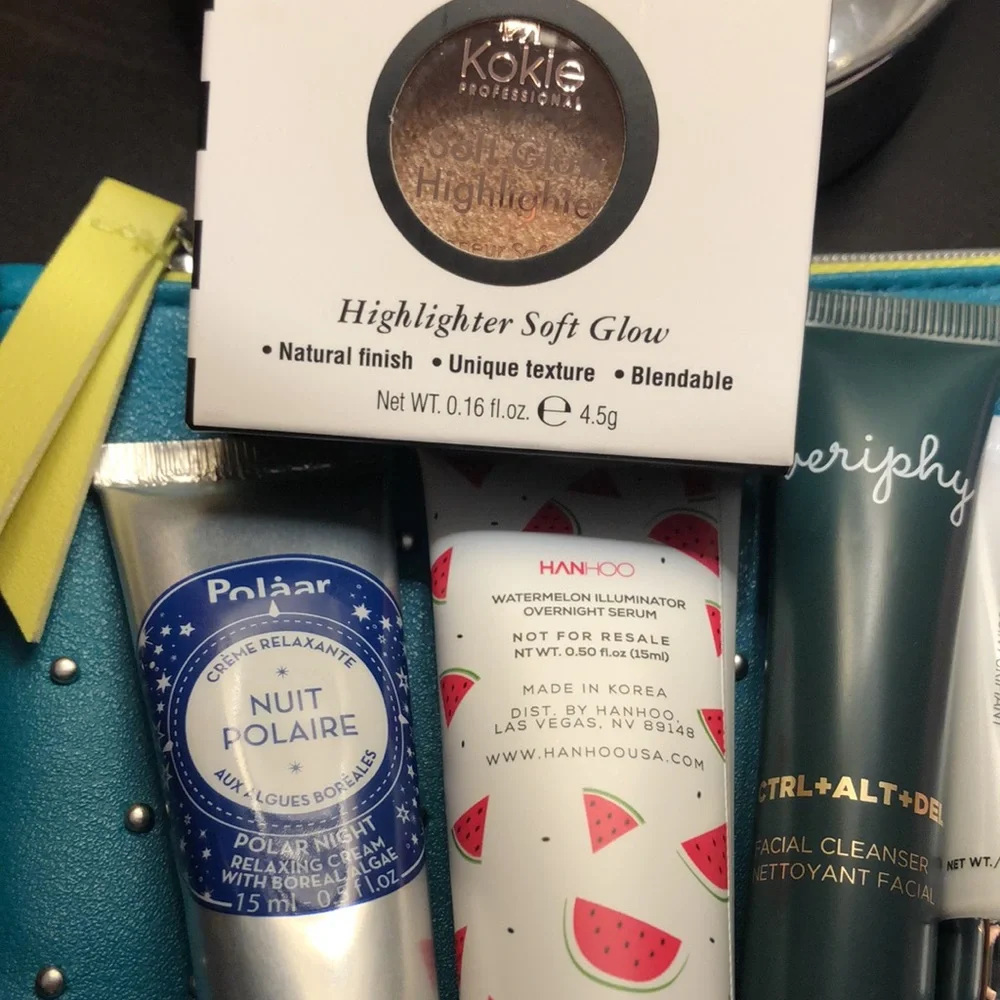 Kokie
PROFESSIONAL
Soft Glow
Highlighte
Highlighter Soft Glow
• Natural finish • Unique texture • Blendable
Net WT. 0.16 fl.oz. ℮ 4.5g
Polåar
CRÈME RELAXANTE
NUIT
POLAIRE
AUX ALGUES BORÉALES
POLAR NIGHT
RELAXING CREAM
WITH BOREAL ALGAE
15 ml - 0.5 fl.oz
HANHOO
WATERMELON ILLUMINATOR
OVERNIGHT SERUM
NOT FOR RESALE
NT WT. 0.50 fl.oz (15ml)
MADE IN KOREA
DIST. BY HANHOO,
LAS VEGAS, NV 89148
WWW.HANHOOUSA.COM
veriphy
CTRL+ALT+DEL
FACIAL CLEANSER
NETTOYANT FACIAL
NET WT./